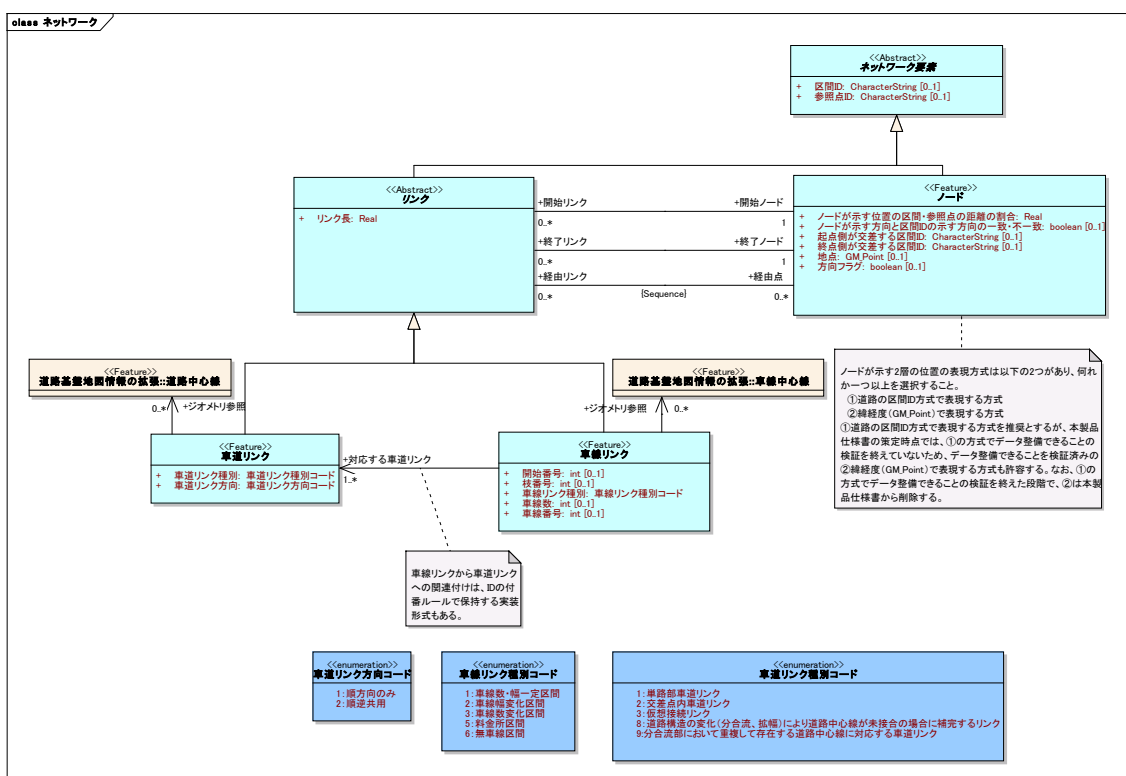 class ネットワーク
<<Abstract>>
ネットワーク要素
+ 区間ID: CharacterString [0..1]
+ 参照点ID: CharacterString [0..1]
<<Abstract>>
リンク
+ リンク長: Real
<<Feature>>
ノード
+ ノードが示す位置の区間・参照点の距離の割合: Real
+ ノードが示す方向と区間IDの示す方向の一致・不一致: boolean [0..1]
+ 起点側が交差する区間ID: CharacterString [0..1]
+ 終点側が交差する区間ID: CharacterString [0..1]
+ 地点: GM_Point [0..1]
+ 方向フラグ: boolean [0..1]
+開始リンク
+開始ノード
0..*
1
+終了リンク
+終了ノード
0..*
1
+経由リンク
+経由点
0..*
{Sequence}
0..*
<<Feature>>
道路基盤地図情報の拡張::道路中心線
<<Feature>>
道路基盤地図情報の拡張::車線中心線
0..*
+ジオメトリ参照
+ジオメトリ参照
0..*
<<Feature>>
車道リンク
+ 車道リンク種別: 車道リンク種別コード
+ 車道リンク方向: 車道リンク方向コード
+対応する車道リンク
1..*
<<Feature>>
車線リンク
+ 開始番号: int [0..1]
+ 枝番号: int [0..1]
+ 車線リンク種別: 車線リンク種別コード
+ 車線数: int [0..1]
+ 車線番号: int [0..1]
ノードが示す2層の位置の表現方式は以下の2つがあり、何れ
か一つ以上を選択すること。
①道路の区間ID方式で表現する方式
②緯経度(GM_Point)で表現する方式
①道路の区間ID方式で表現する方式を推奨とするが、本製品
仕様書の策定時点では、①の方式でデータ整備できることの
検証を終えていないため、データ整備できることを検証済みの
②緯経度(GM_Point)で表現する方式も許容する。なお、①の
方式でデータ整備できることの検証を終えた段階で、②は本製
品仕様書から削除する。
車線リンクから車道リンク
への関連付けは、IDの付
番ルールで保持する実装
形式もある。
<<enumeration>>
車道リンク方向コード
1:順方向のみ
2:順逆共用
<<enumeration>>
車線リンク種別コード
1:車線数・幅一定区間
2:車線幅変化区間
3:車線数変化区間
5:料金所区間
6:無車線区間
<<enumeration>>
車道リンク種別コード
1:単路部車道リンク
2:交差点内車道リンク
3:仮想接続リンク
8:道路構造の変化(分合流、拡幅)により道路中心線が未接合の場合に補完するリンク
9:分合流部において重複して存在する道路中心線に対応する車道リンク